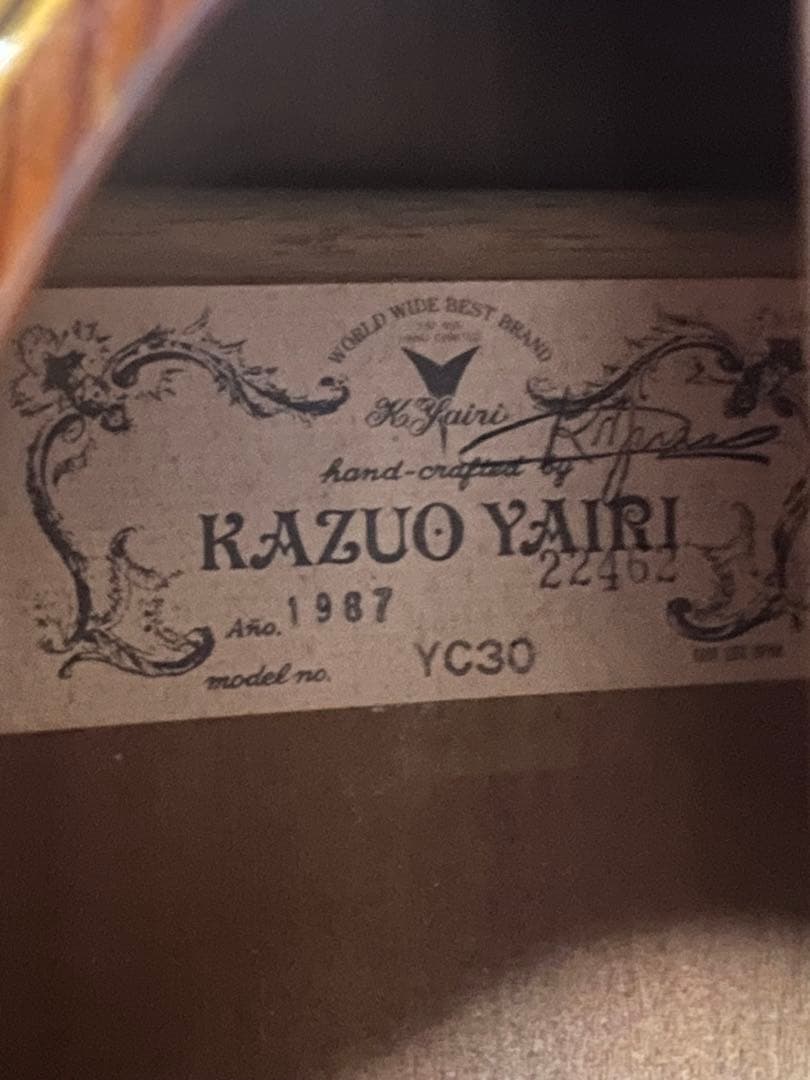 WORLD WIDE BEST BRAND
K.Yairi
hand-crafted by
KAZUO YAIRI
22462
Año. 1987
model no. YC30